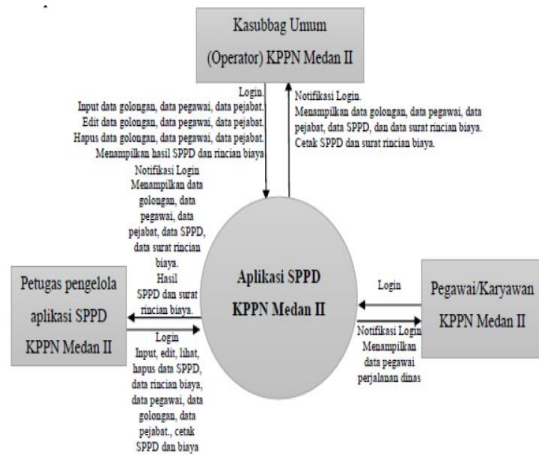 Kasubbag Umum
(Operator) KPPN Medan II
Login.
Input data golongan, data pegawai, data pejabat.
Edit data golongan, data pegawai, data pejabat.
Hapus data golongan, data pegawai, data pejabat.
Menampilkan hasil SPPD dan rincian biaya
Notifikasi Login.
Menampilkan data golongan, data pegawai, data
pejabat, data SPPD, dan data surat rincian biaya.
Cetak SPPD dan surat rincian biaya.
Notifikasi Login
Menampilkan data
golongan, data
pegawai, data
pejabat, data SPPD,
data surat rincian
biaya.
Hasil
SPPD dan surat
rincian biaya.
Petugas pengelola
aplikasi SPPD
KPPN Medan II
Login
Input, edit, lihat,
hapus data SPPD,
data rincian biaya,
data pegawai, data
golongan, data
pejabat., cetak
SPPD dan biaya
Aplikasi SPPD
KPPN Medan II
Login
Notifikasi Login
Menampilkan
data pegawai
perjalanan dinas
Pegawai/Karyawan
KPPN Medan II